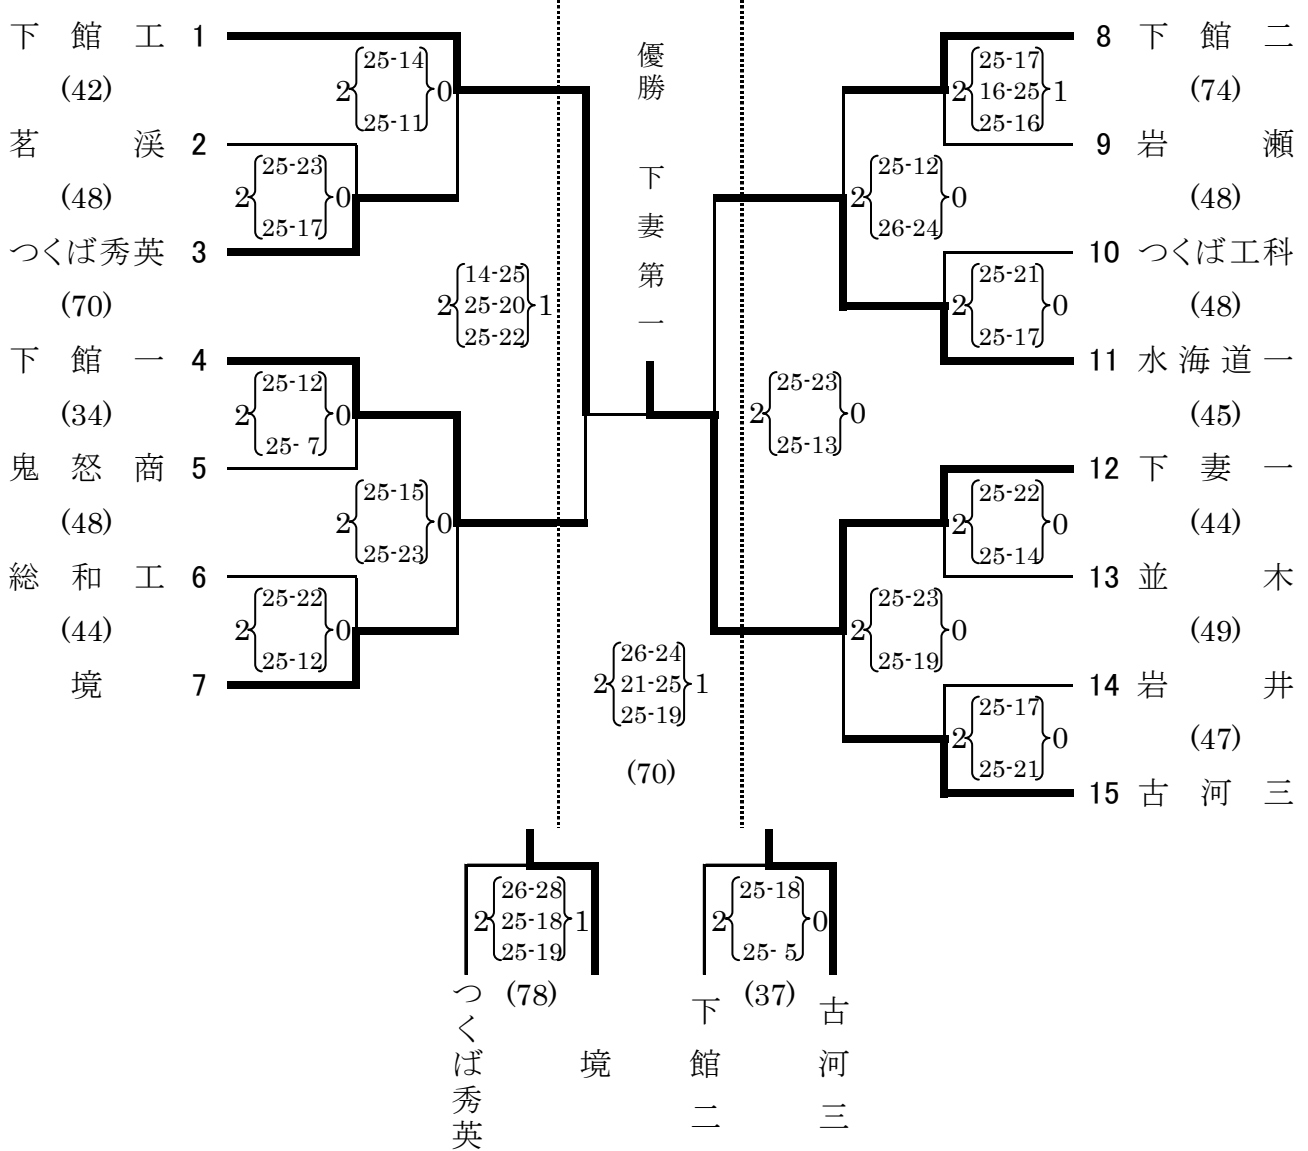 下館工 1
25-14
2 0
25-11
(42)
茗渓 2
25-23
2 0
25-17
(48)
つくば秀英 3
(70)
14-25
2 25-20 1
25-22
下館一 4
25-12
2 0
25- 7
(34)
鬼怒商 5
(48)
25-15
2 0
25-23
総和工 6
25-22
2 0
25-12
(44)
境 7
優勝 下妻第一
26-24
2 21-25 1
25-19
(70)
8 下館二
25-17
2 16-25 1
25-16
(74)
9 岩瀬
25-12
2 0
26-24
(48)
10 つくば工科
25-21
2 0
25-17
(48)
11 水海道一
25-23
2 0
25-13
(45)
12 下妻一
25-22
2 0
25-14
(44)
13 並木
25-23
2 0
25-19
(49)
14 岩井
25-17
2 0
25-21
(47)
15 古河三
26-28
2 25-18 1
25-19
(78)
つくば秀英
境
25-18
2 0
25- 5
(37)
下館二
古河三